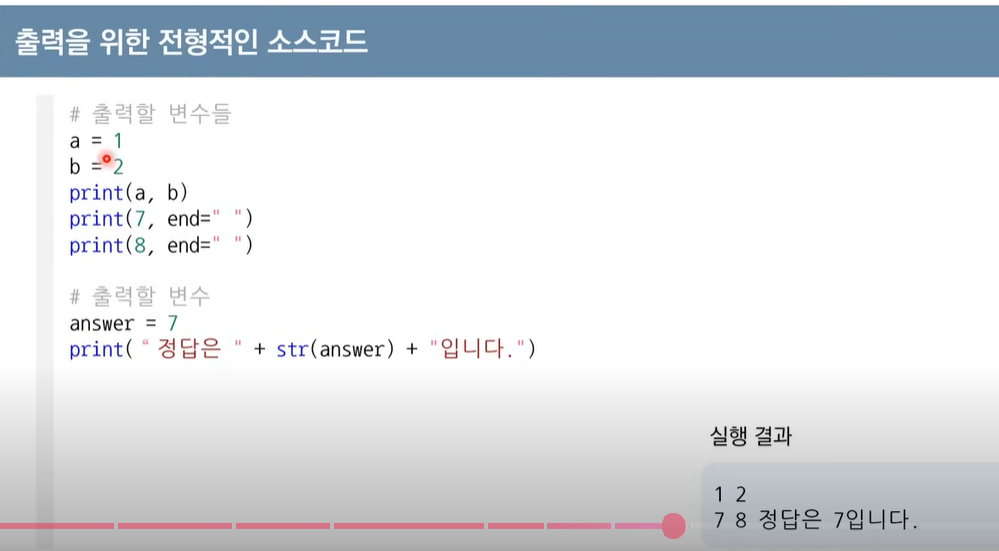 출력을 위한 전형적인 소스코드
# 출력할 변수들
a = 1
b = 2
print(a, b)
print(7, end=" ")
print(8, end=" ")
# 출력할 변수
answer = 7
print( “ 정답은 " + str(answer) + "입니다.")
실행 결과
1 2
7 8 정답은 7입니다.